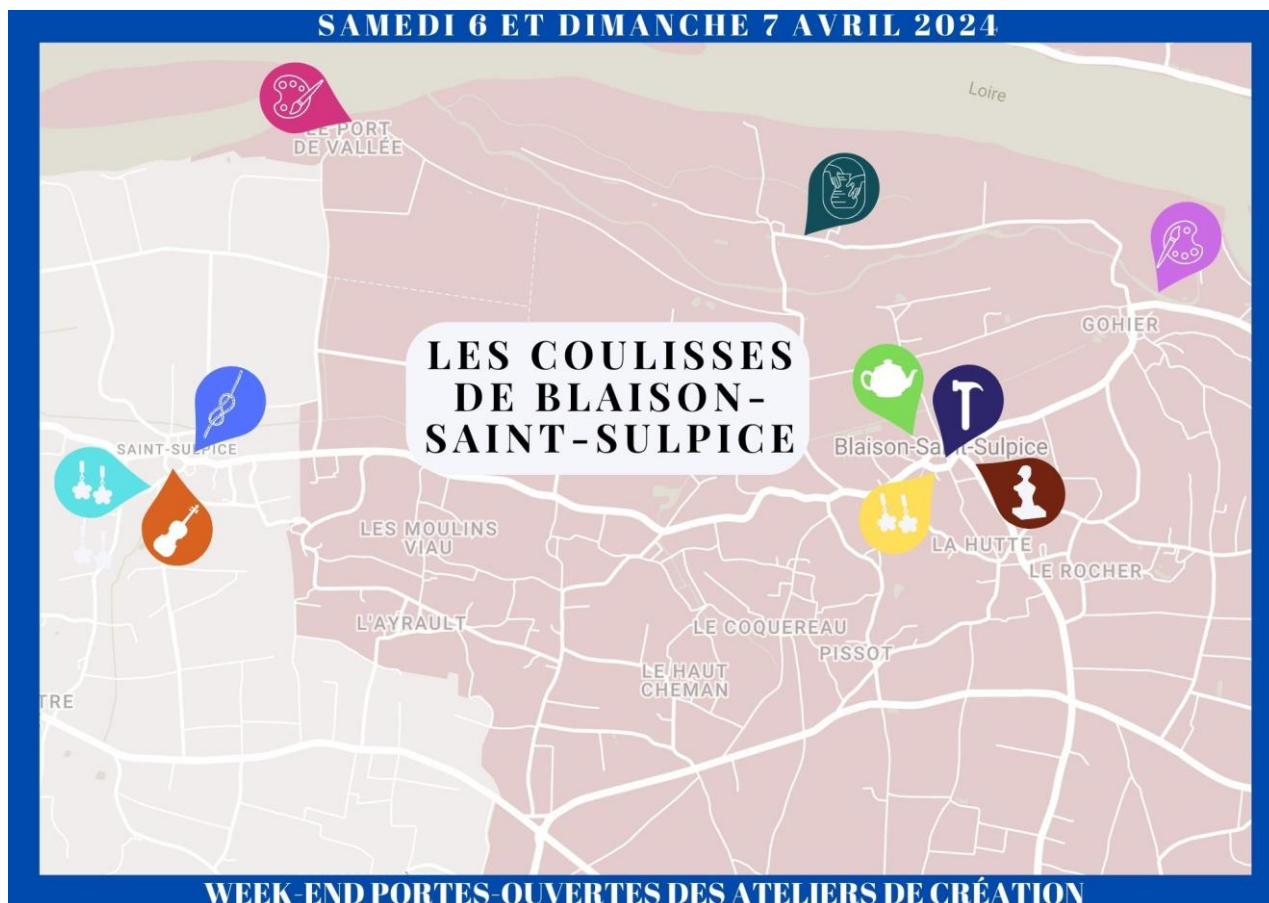 SAMEDI 6 ET DIMANCHE 7 AVRIL 2024
Loire
LE PORT
DE VALLÉE
GOHIER
LES COULISSES
DE BLAISON-
SAINT-SULPICE
SAINT-SULPICE
Blaison-Saint-Sulpice
LES MOULINS
VIAU
LA HUTTE
LE ROCHER
L'AYRAULT
LE COQUEREAU
PISSOT
LE HAUT
CHEMAN
TRE
WEEK-END PORTES-OUVERTES DES ATELIERS DE CRÉATION